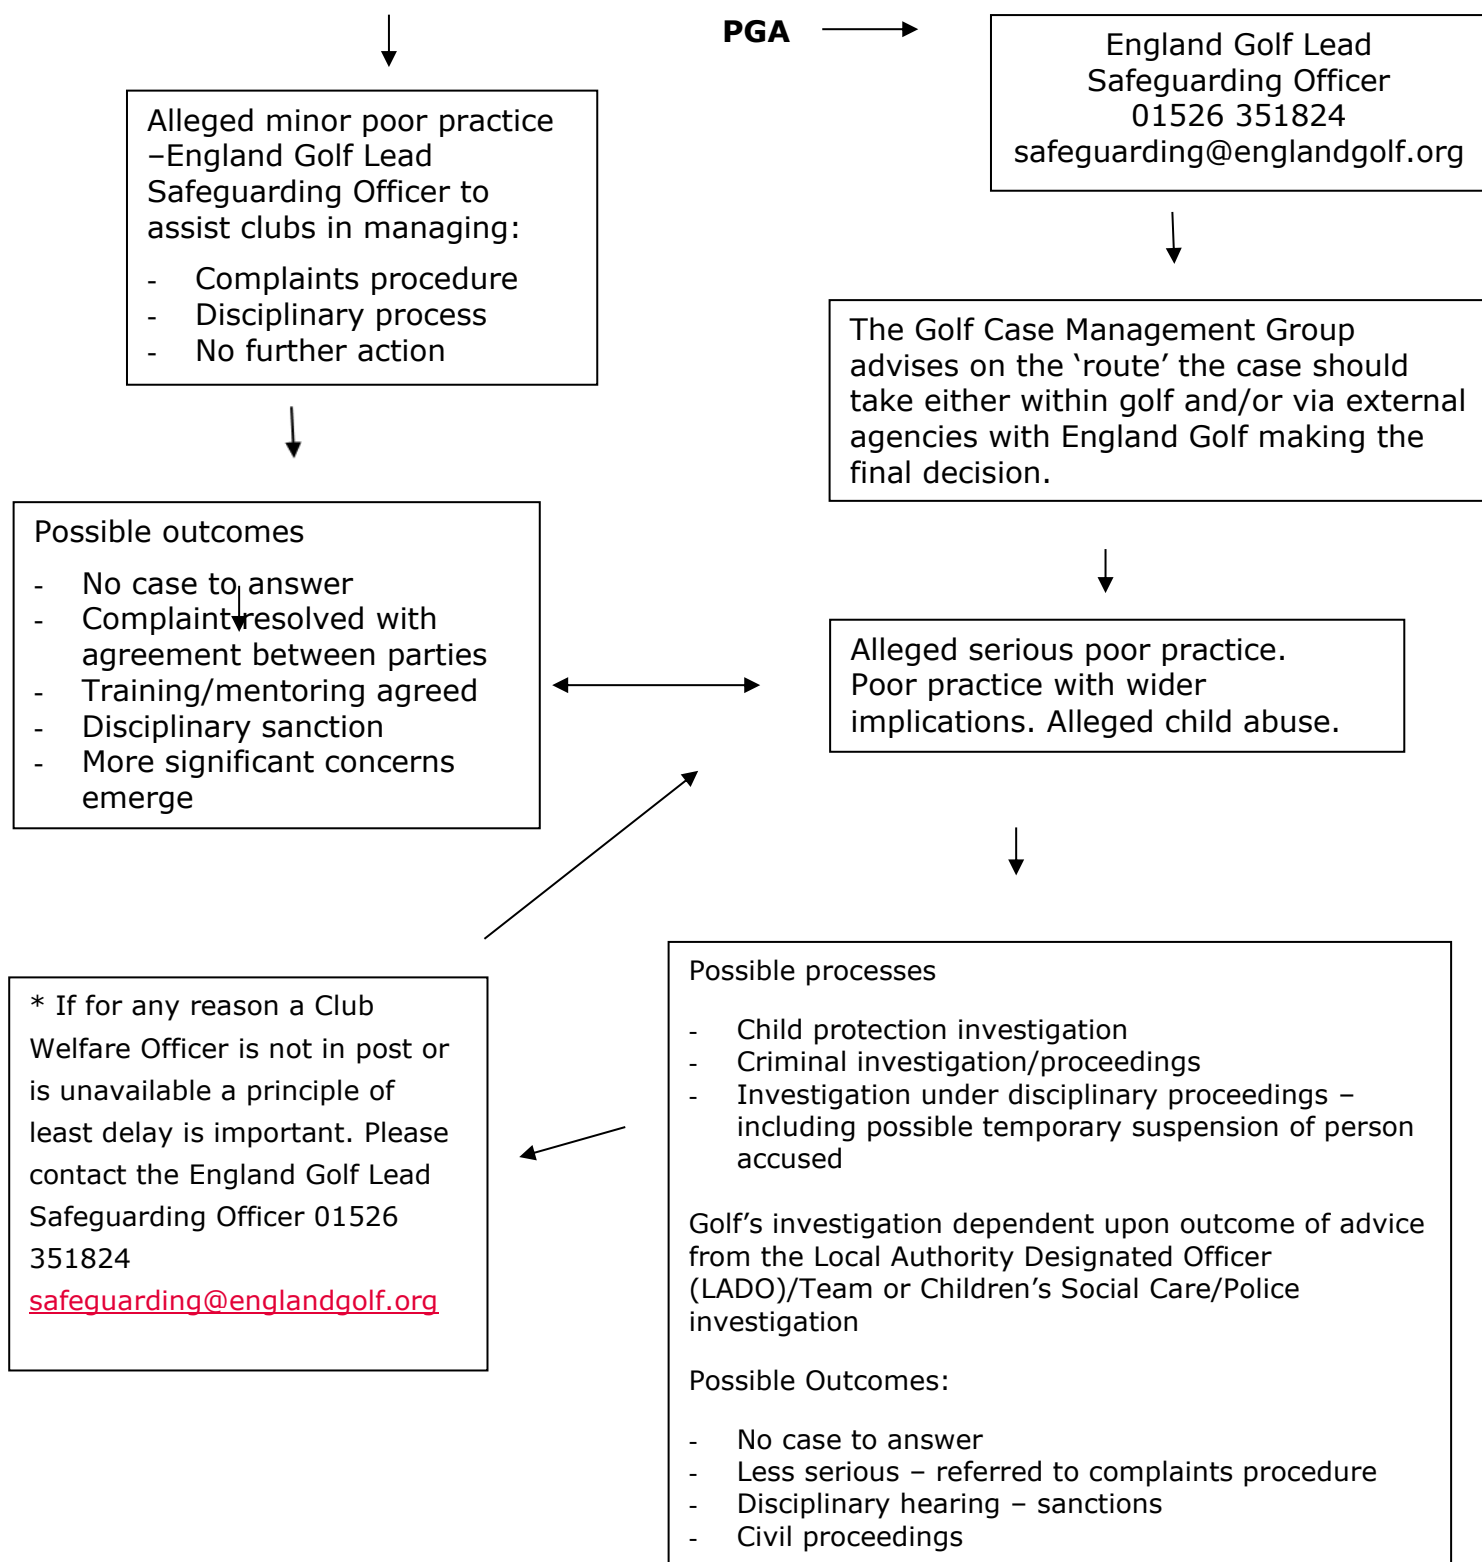 PGA
England Golf Lead
Safeguarding Officer
01526 351824
safeguarding@englandgolf.org
Alleged minor poor practice
–England Golf Lead
Safeguarding Officer to
assist clubs in managing:
- Complaints procedure
- Disciplinary process
- No further action
The Golf Case Management Group
advises on the ‘route’ the case should
take either within golf and/or via external
agencies with England Golf making the
final decision.
Possible outcomes
- No case to answer
- Complaint resolved with
agreement between parties
- Training/mentoring agreed
- Disciplinary sanction
- More significant concerns
emerge
Alleged serious poor practice.
Poor practice with wider
implications. Alleged child abuse.
* If for any reason a Club
Welfare Officer is not in post or
is unavailable a principle of
least delay is important. Please
contact the England Golf Lead
Safeguarding Officer 01526
351824
safeguarding@englandgolf.org
Possible processes
- Child protection investigation
- Criminal investigation/proceedings
- Investigation under disciplinary proceedings –
including possible temporary suspension of person
accused
Golf’s investigation dependent upon outcome of advice
from the Local Authority Designated Officer
(LADO)/Team or Children’s Social Care/Police
investigation
Possible Outcomes:
- No case to answer
- Less serious – referred to complaints procedure
- Disciplinary hearing – sanctions
- Civil proceedings